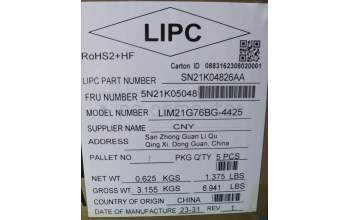 LIPC
RoHS2+HF
Carton ID 0883162308020001
LIPC PART NUMBER SN21K04826AA
FRU NUMBER 5N21K05048
MODEL NUMBER LIM21G76BG-4425
SUPPLIER NAME CNY
ADDRESS San Zhong Guan Li Qu
Qing Xi, Dong Guan, China
PALLET NO / PKG Q'TY 5 PCS
NET WT 0.625 KGS 1.375 LBS
GROSS WT 3.155 KGS 6.941 LBS
COUNTRY OF ORIGIN CHINA
DATE OF MANUFACTURE 23-31 REV 1